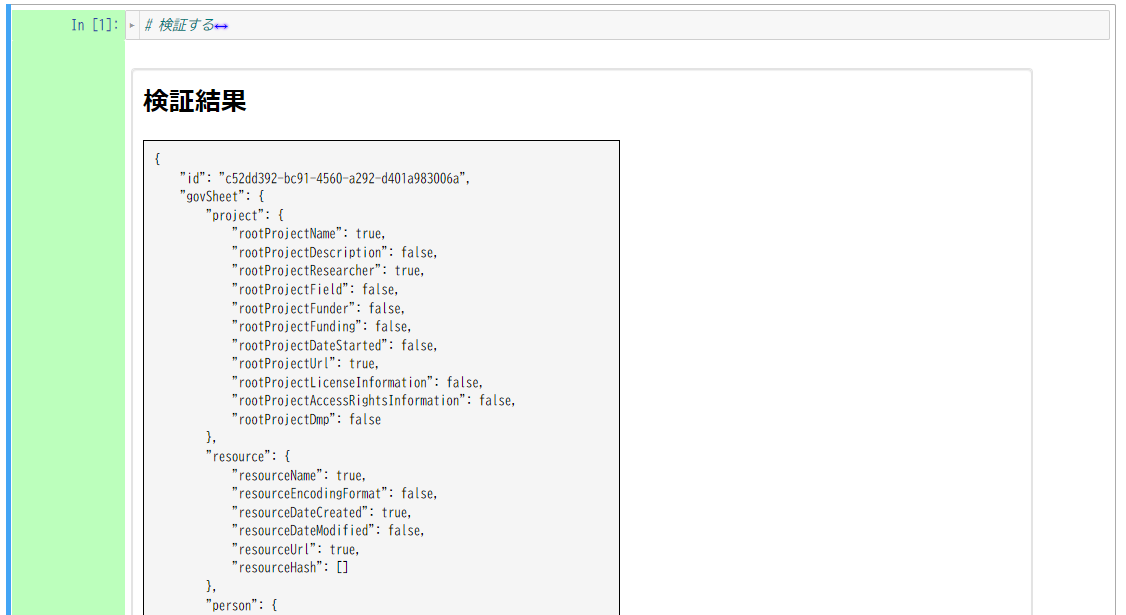 In [1]: # 検証する
検証結果
{
    "id": "c52dd392-bc91-4560-a292-d401a983006a",
    "govSheet": {
        "project": {
            "rootProjectName": true,
            "rootProjectDescription": false,
            "rootProjectResearcher": true,
            "rootProjectField": false,
            "rootProjectFunder": false,
            "rootProjectFunding": false,
            "rootProjectDateStarted": false,
            "rootProjectUrl": true,
            "rootProjectLicenseInformation": false,
            "rootProjectAccessRightsInformation": false,
            "rootProjectDmp": false
        },
        "resource": {
            "resourceName": true,
            "resourceEncodingFormat": false,
            "resourceDateCreated": true,
            "resourceDateModified": false,
            "resourceUrl": true,
            "resourceHash": []
        },
        "person": {